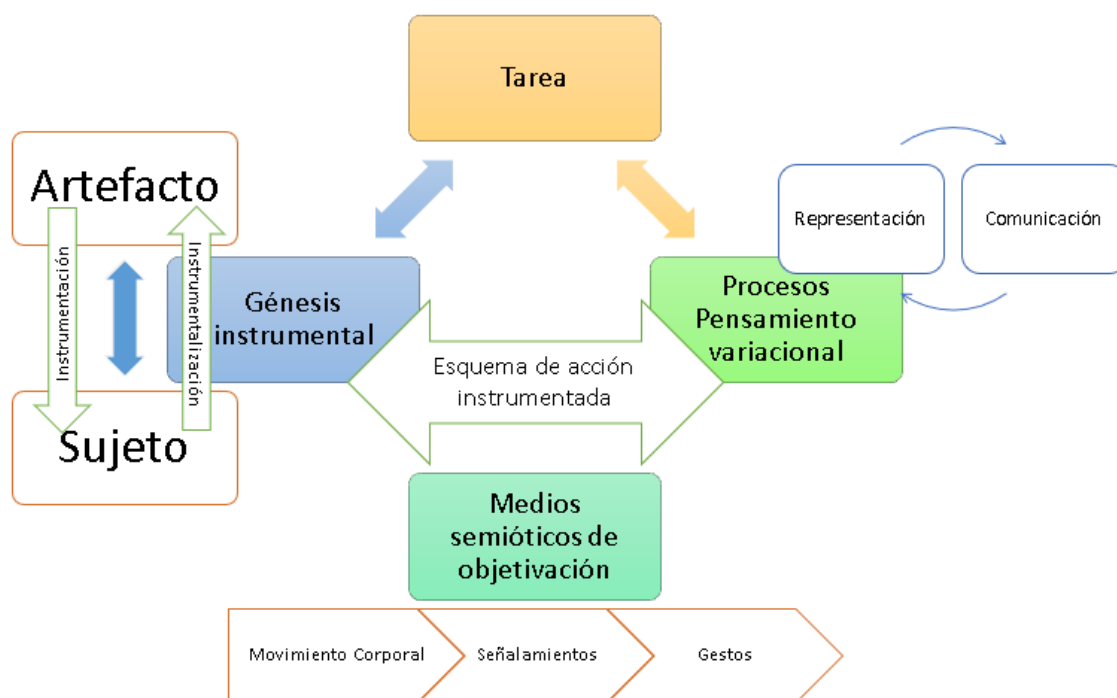 Tarea
Artefacto
Representación
Comunicación
Instrumentación
Instrumentalización
Génesis
instrumental
Procesos
Pensamiento
variacional
Esquema de acción
instrumentada
Sujeto
Medios
semióticos de
objetivación
Movimiento Corporal
Señalamientos
Gestos